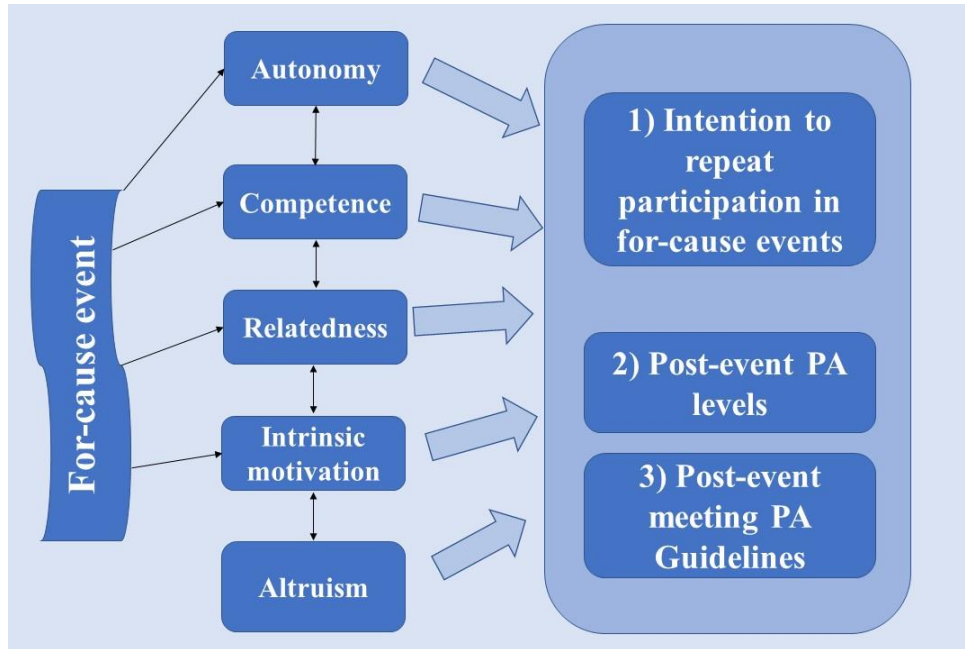 For-cause event
Autonomy
Competence
Relatedness
Intrinsic
motivation
Altruism
1) Intention to
repeat
participation in
for-cause events
2) Post-event PA
levels
3) Post-event
meeting PA
Guidelines